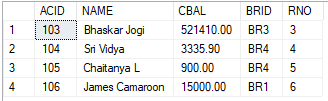 ACID NAME CBAL BRID RNO
1 103 Bhaskar Jogi 521410.00 BR3 3
2 104 Sri Vidya 3335.90 BR4 4
3 105 Chaitanya L 900.00 BR4 5
4 106 James Camaroon 15000.00 BR1 6